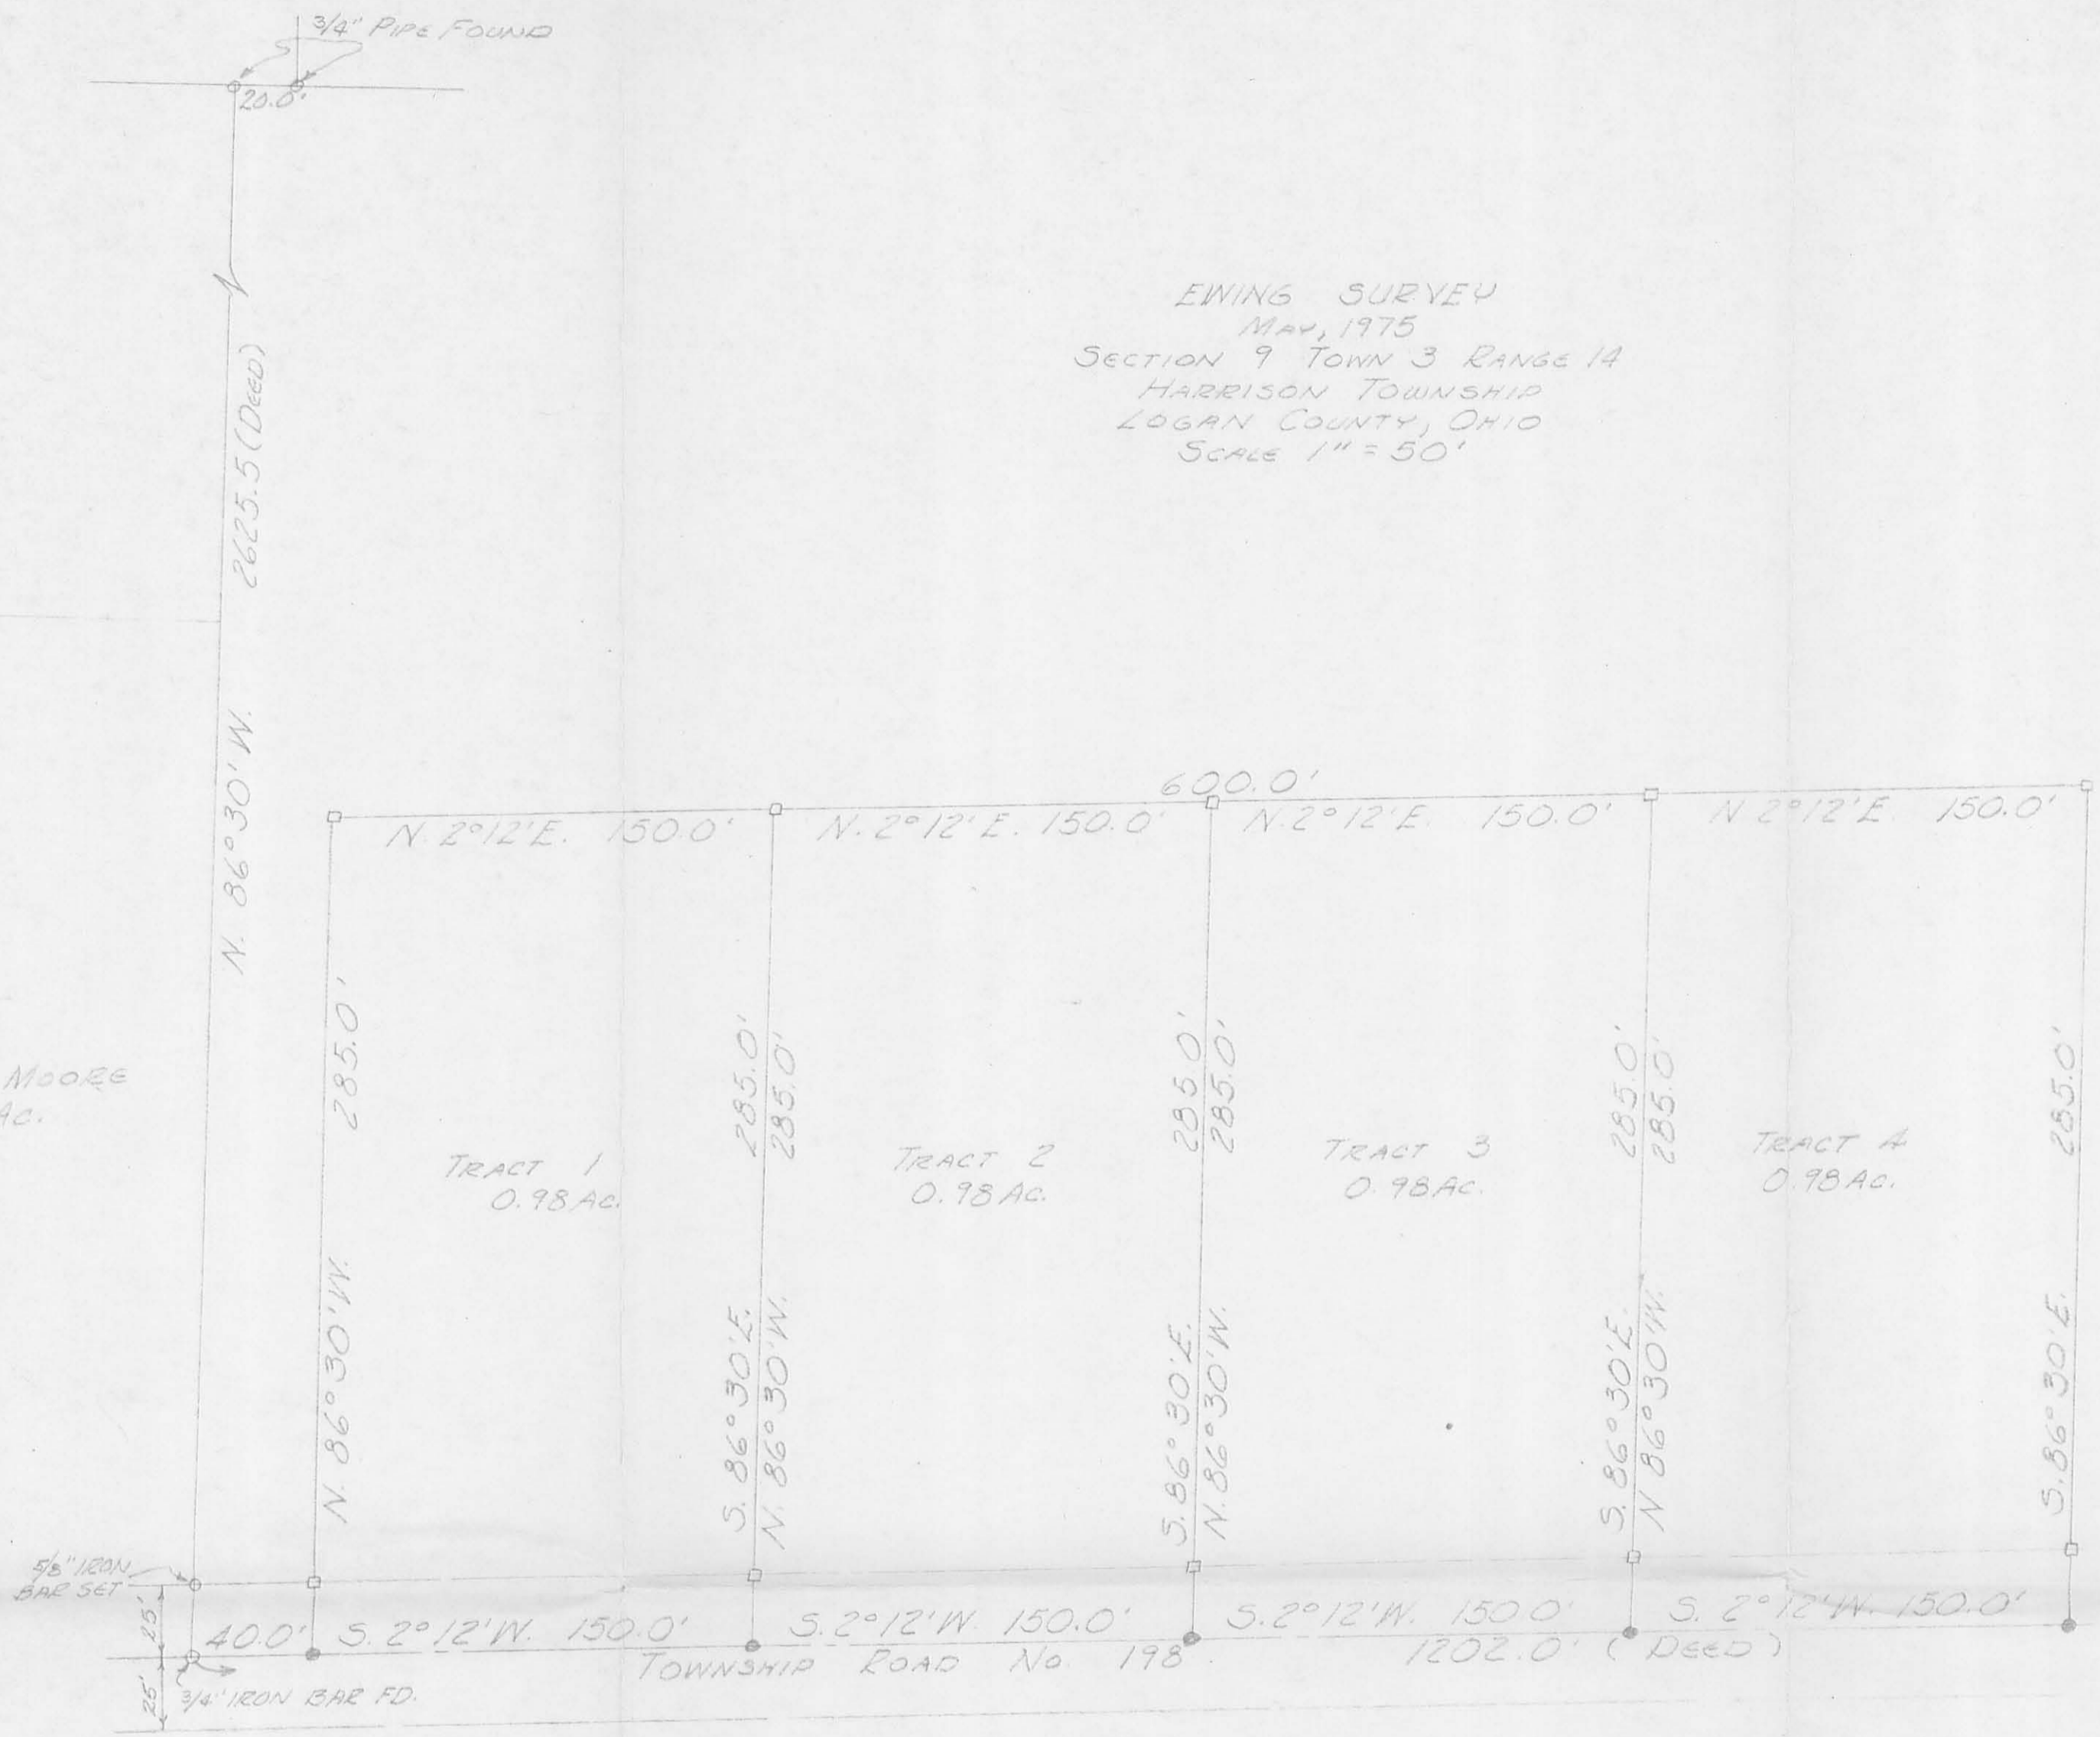 3/4" PIPE FOUND
20.0'
2625.5 (DEED)
N. 86°30'W.
EWING SURVEY
MAY, 1975
SECTION 9 TOWN 3 RANGE 14
HARRISON TOWNSHIP
LOGAN COUNTY, OHIO
SCALE 1" = 50'
600.0'
N. 2°12'E. 150.0'
N. 2°12'E. 150.0'
N. 2°12'E. 150.0'
N 2°12'E. 150.0'
MOORE
AC.
285.0'
285.0'
285.0'
285.0'
285.0'
285.0'
285.0'
285.0'
TRACT 1
0.98 AC.
TRACT 2
0.98 AC.
TRACT 3
0.98 AC.
TRACT 4
0.98 AC.
N. 86°30'W.
S. 86°30'E.
N. 86°30'W.
S. 86°30'E.
N. 86°30'W.
S. 86°30'E.
N 86°30'W.
S. 86°30'E.
5/8" IRON
BAR SET
25'
25'
40.0'
S. 2°12'W. 150.0'
S. 2°12'W. 150.0'
S. 2°12'W. 150.0'
S. 2°12'W. 150.0'
TOWNSHIP ROAD No 198
1202.0' (DEED)
3/4" IRON BAR FD.